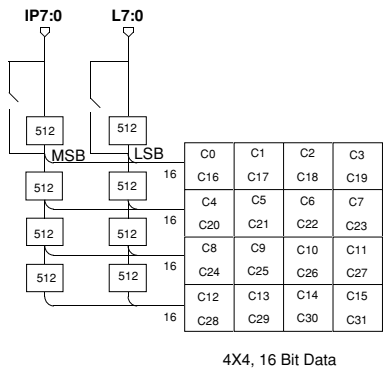 IP7:0 L7:0
512 512
MSB LSB
16 C0 C1 C2 C3
C16 C17 C18 C19
512 512
16 C4 C5 C6 C7
C20 C21 C22 C23
512 512
16 C8 C9 C10 C11
C24 C25 C26 C27
512 512
C12 C13 C14 C15
16 C28 C29 C30 C31
4X4, 16 Bit Data